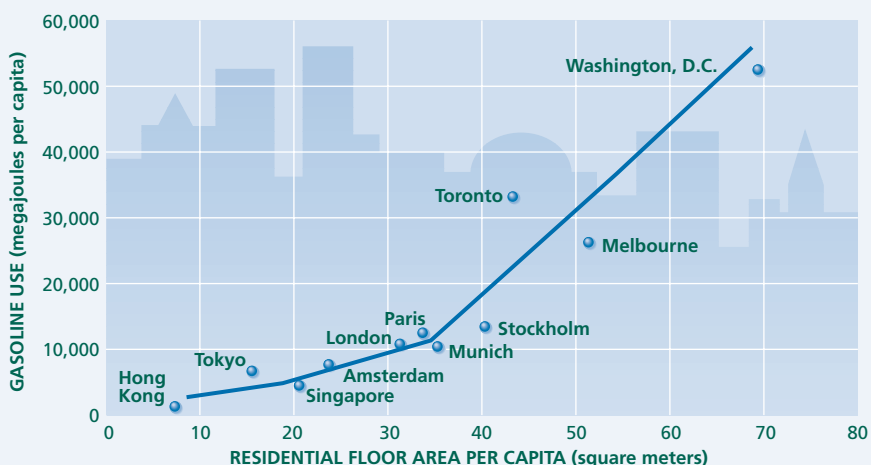 GASOLINE USE (megajoules per capita)
60,000
50,000
40,000
30,000
20,000
10,000
0
Washington, D.C.
Toronto
Melbourne
Paris
Stockholm
London
Munich
Tokyo
Amsterdam
Hong
Kong
Singapore
0 10 20 30 40 50 60 70 80
RESIDENTIAL FLOOR AREA PER CAPITA (square meters)